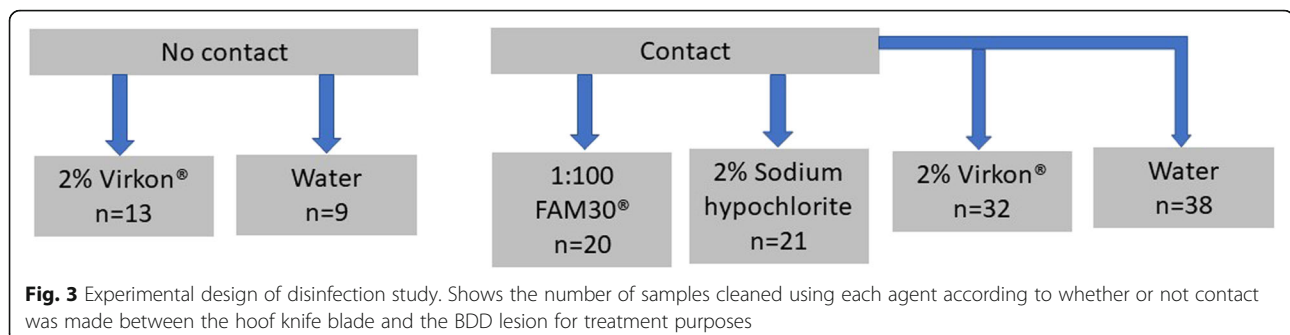 No contact
Contact
2% Virkon®
n=13
Water
n=9
1:100
FAM30®
n=20
2% Sodium
hypochlorite
n=21
2% Virkon®
n=32
Water
n=38
Fig. 3 Experimental design of disinfection study. Shows the number of samples cleaned using each agent according to whether or not contact
was made between the hoof knife blade and the BDD lesion for treatment purposes